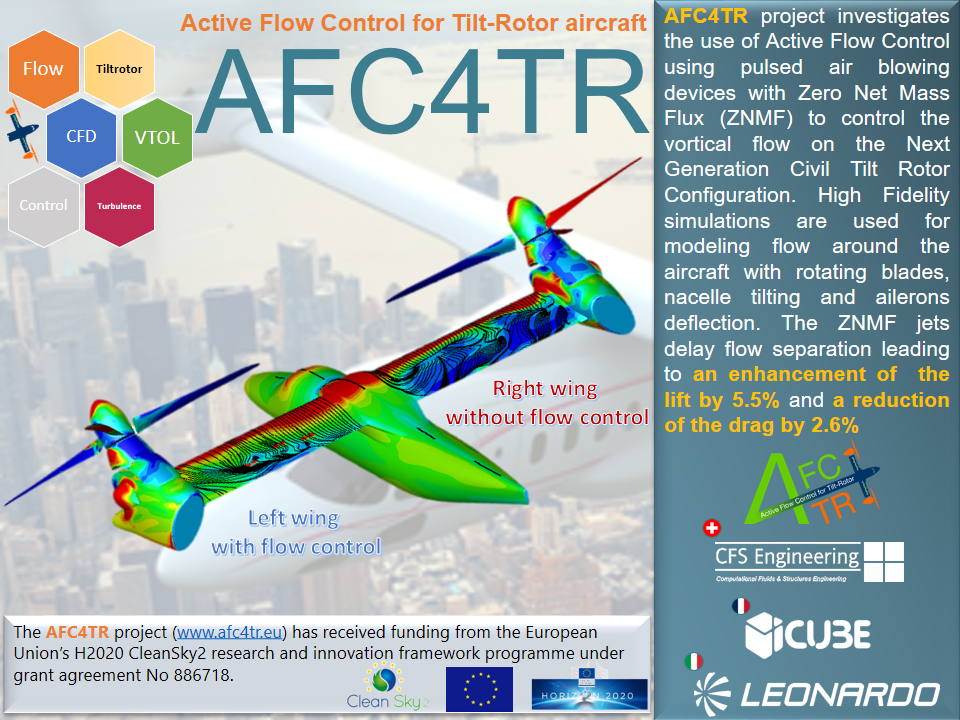 Active Flow Control for Tilt-Rotor aircraft
AFC4TR
Flow
Tiltrotor
CFD
VTOL
Control
Turbulence
Right wing
without flow control
Left wing
with flow control
The AFC4TR project (www.afc4tr.eu) has received funding from the European
Union's H2020 CleanSky2 research and innovation framework programme under
grant agreement No 886718.
Clean Sky2
HORIZON 2020
AFC4TR project investigates
the use of Active Flow Control
using pulsed air blowing
devices with Zero Net Mass
Flux (ZNMF) to control the
vortical flow on the Next
Generation Civil Tilt Rotor
Configuration. High Fidelity
simulations are used for
modeling flow around the
aircraft with rotating blades,
nacelle tilting and ailerons
deflection. The ZNMF jets
delay flow separation leading
to an enhancement of the
lift by 5.5% and a reduction
of the drag by 2.6%
AFC
Active Flow Control for Tilt-Rotor
TR
CFS Engineering
Computational Fluids & Structures Engineering
iCUBE
LEONARDO